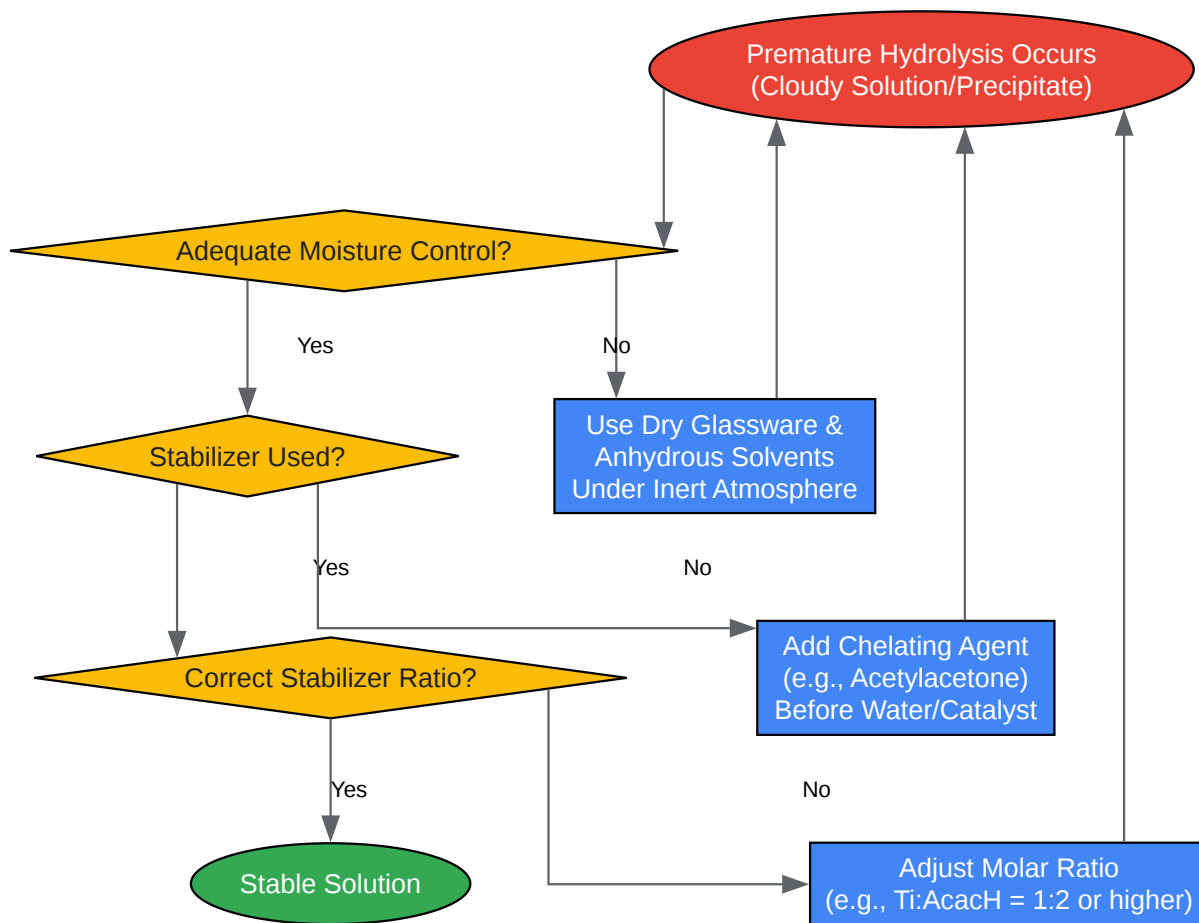 Premature Hydrolysis Occurs
(Cloudy Solution/Precipitate)
Adequate Moisture Control?
Yes
No
Use Dry Glassware &
Anhydrous Solvents
Under Inert Atmosphere
Stabilizer Used?
Yes
No
Add Chelating Agent
(e.g., Acetylacetone)
Before Water/Catalyst
Correct Stabilizer Ratio?
Yes
No
Stable Solution
Adjust Molar Ratio
(e.g., Ti:AcacH = 1:2 or higher)